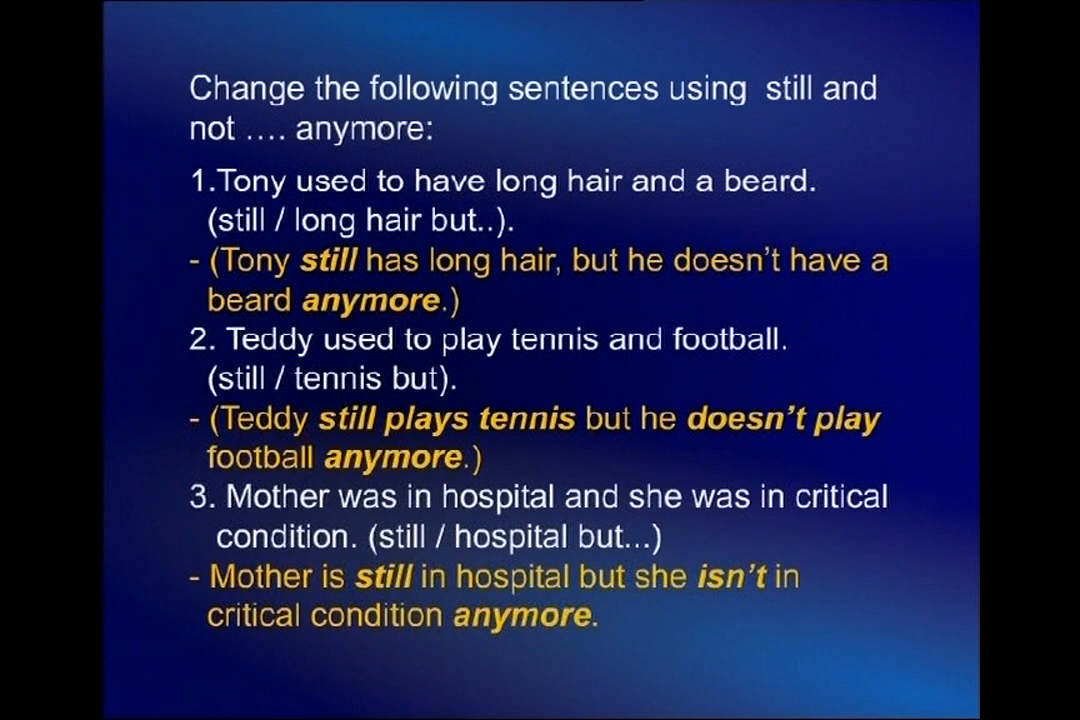 Change the following sentences using  still and
not .... anymore:
1.Tony used to have long hair and a beard.
(still / long hair but..).
- (Tony still has long hair, but he doesn't have a
beard anymore.)
2. Teddy used to play tennis and football.
(still / tennis but).
- (Teddy still plays tennis but he doesn't play
football anymore.)
3. Mother was in hospital and she was in critical
condition. (still / hospital but...)
- Mother is still in hospital but she isn't in
critical condition anymore.